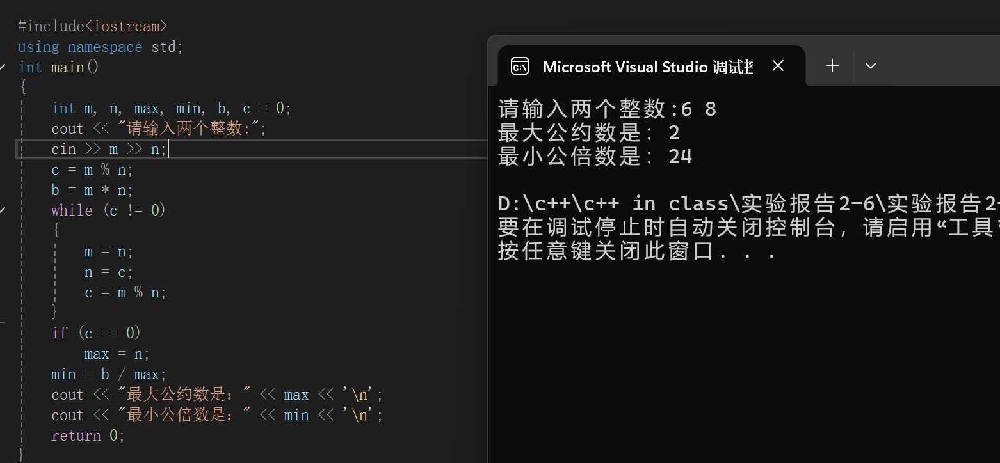 #include<iostream>
using namespace std;
int main()
{
int m, n, max, min, b, c = 0;
cout << "请输入两个整数:";
cin >> m >> n;
c = m % n;
b = m * n;
while (c != 0)
{
m = n;
n = c;
c = m % n;
}
if (c == 0)
max = n;
min = b / max;
cout << "最大公约数是：" << max << '\n';
cout << "最小公倍数是：" << min << '\n';
return 0;
}
Microsoft Visual Studio 调试控
请输入两个整数:6 8
最大公约数是：2
最小公倍数是：24
D:\c++\c++ in class\实验报告2-6\实验报告2-
要在调试停止时自动关闭控制台，请启用“工具
按任意键关闭此窗口. . .